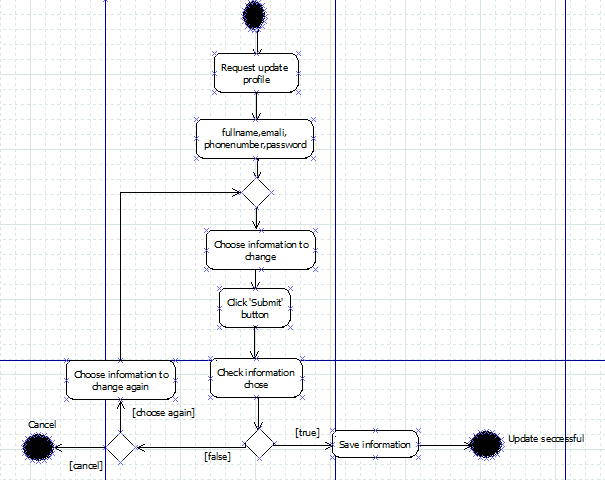 Request update
profile
fullname,emali,
phonenumber,password
Choose information to
change
Click 'Submit'
button
Choose information to
change again
Check information
chose
[choose again]
Cancel
[true]
Save information
Update seccessful
[false]
[cancel]